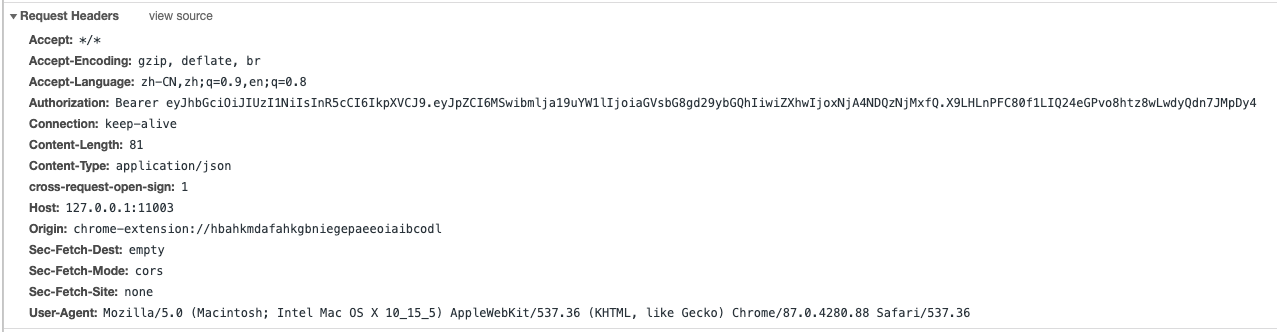 ▼Request Headers view source
Accept: */*
Accept-Encoding: gzip, deflate, br
Accept-Language: zh-CN,zh;q=0.9,en;q=0.8
Authorization: Bearer eyJhbGciOiJIUzI1NiIsInR5cCI6IkpXVCJ9.eyJpZCI6MSwibmlja19uYW1lIjoiaGVsbG8gd29ybGQhIiwiZXhwIjoxNjA4NDQzNjMxfQ.X9LHLnPFC80f1LIQ24eGPvo8htz8wLwdyQdn7JMpDy4
Connection: keep-alive
Content-Length: 81
Content-Type: application/json
cross-request-open-sign: 1
Host: 127.0.0.1:11003
Origin: chrome-extension://hbahkmdafahkgbniegepaeeoiaibcodl
Sec-Fetch-Dest: empty
Sec-Fetch-Mode: cors
Sec-Fetch-Site: none
User-Agent: Mozilla/5.0 (Macintosh; Intel Mac OS X 10_15_5) AppleWebKit/537.36 (KHTML, like Gecko) Chrome/87.0.4280.88 Safari/537.36